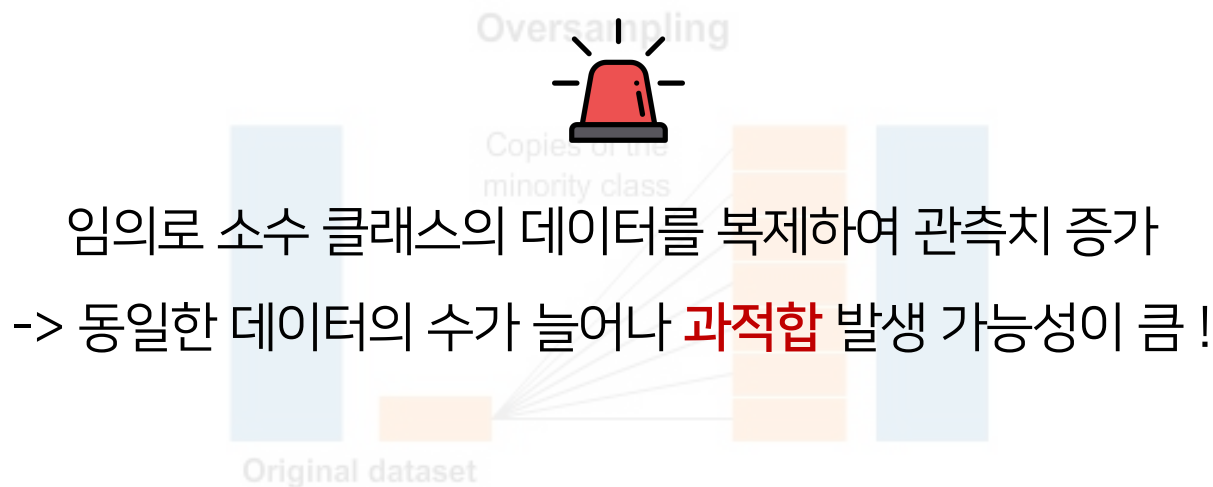 Oversampling
Copies of the
minority class
임의로 소수 클래스의 데이터를 복제하여 관측치 증가
-> 동일한 데이터의 수가 늘어나 과적합 발생 가능성이 큼 !
Original dataset